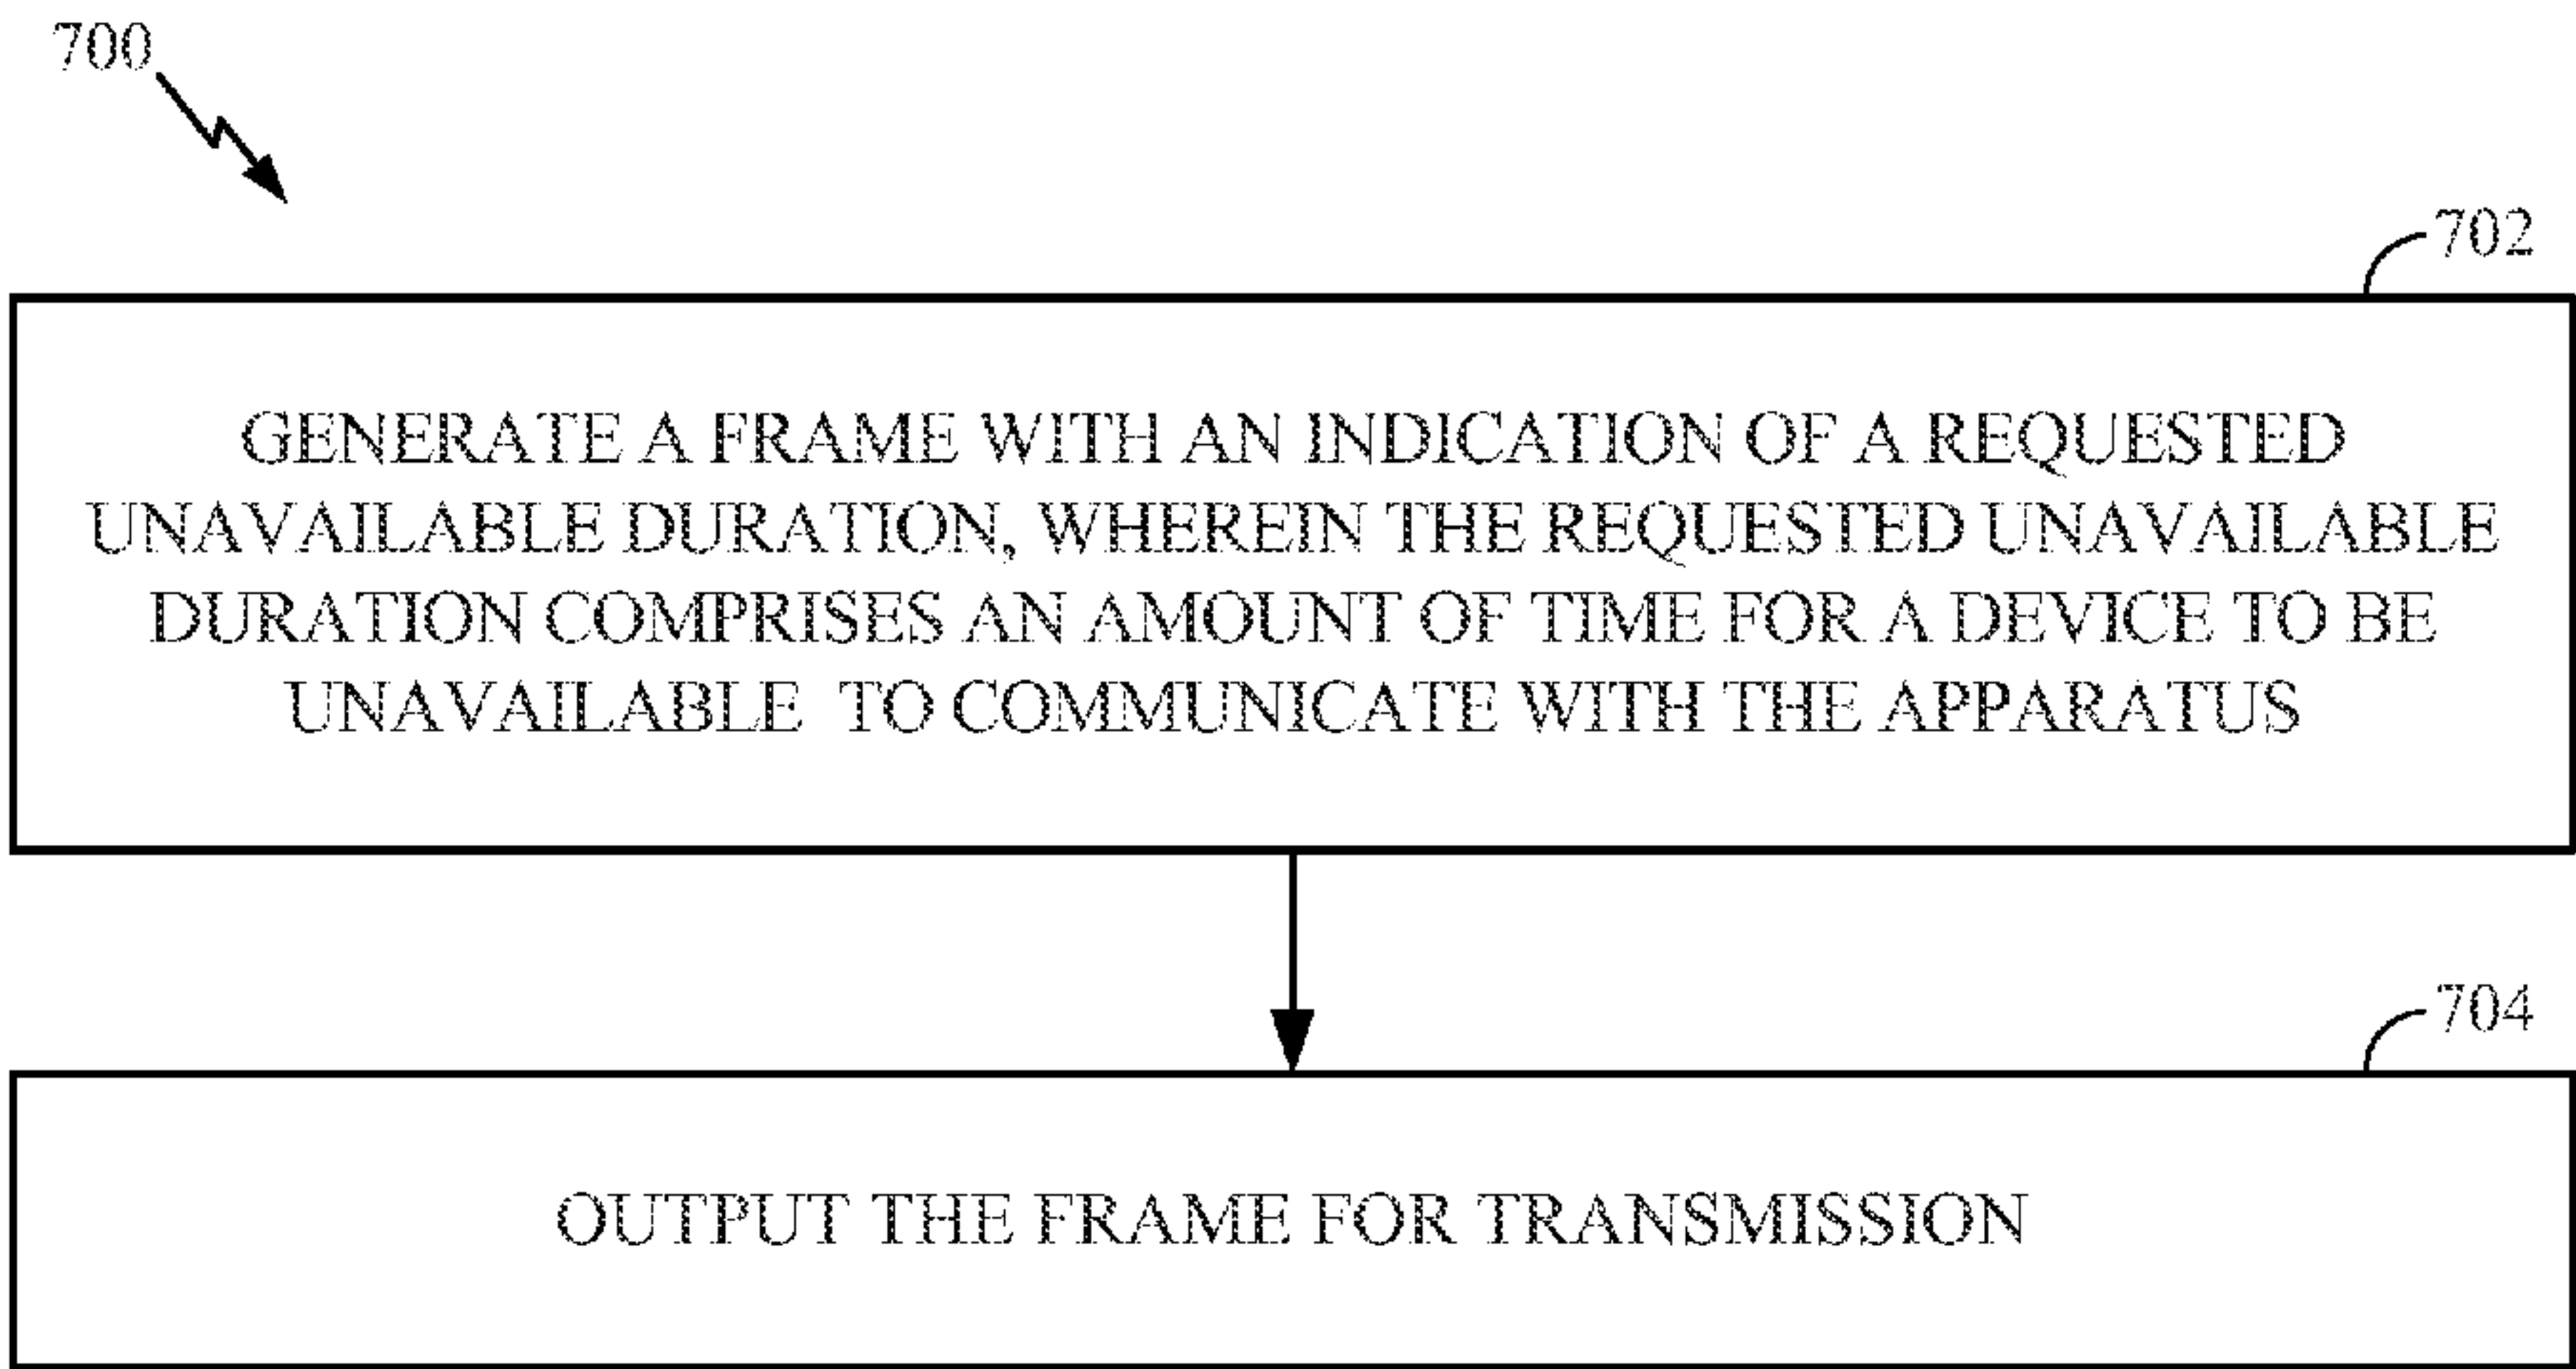 700
702
GENERATE A FRAME WITH AN INDICATION OF A REQUESTED
UNAVAILABLE DURATION, WHEREIN THE REQUESTED UNAVAILABLE
DURATION COMPRISES AN AMOUNT OF TIME FOR A DEVICE TO BE
UNAVAILABLE TO COMMUNICATE WITH THE APPARATUS
704
OUTPUT THE FRAME FOR TRANSMISSION